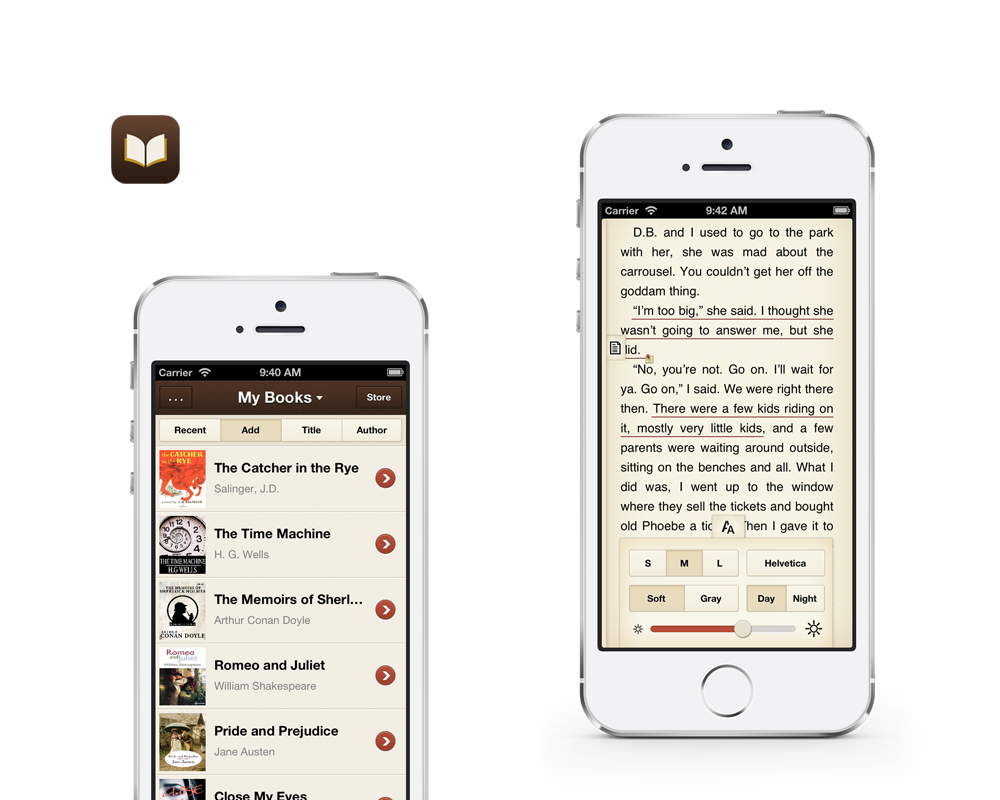 Carrier
9:40 AM
...
My Books
Store
Recent
Add
Title
Author
the CATCHER
in the RYE
The Catcher in the Rye
Salinger, J.D.
THE TIME MACHINE
H.G WELLS
The Time Machine
H. G. Wells
THE MEMOIRS OF
SHERLOCK HOLMES
CONAN DOYLE
The Memoirs of Sherl...
Arthur Conan Doyle
Romeo
and Juliet
William Shakespeare
Romeo and Juliet
William Shakespeare
Pride and Prejudice
Jane Austen
Pride and Prejudice
Jane Austen
CLOSE
Close My Eyes
Carrier
9:42 AM
D.B. and I used to go to the park
with her, she was mad about the
carrousel. You couldn't get her off the
goddam thing.
“I'm too big,” she said. I thought she
wasn't going to answer me, but she
lid.
“No, you're not. Go on. I'll wait for
ya. Go on,” I said. We were right there
then. There were a few kids riding on
it, mostly very little kids, and a few
parents were waiting around outside,
sitting on the benches and all. What I
did was, I went up to the window
where they sell the tickets and bought
old Phoebe a tic Then I gave it to
AA
S M L
Helvetica
Soft Gray
Day Night